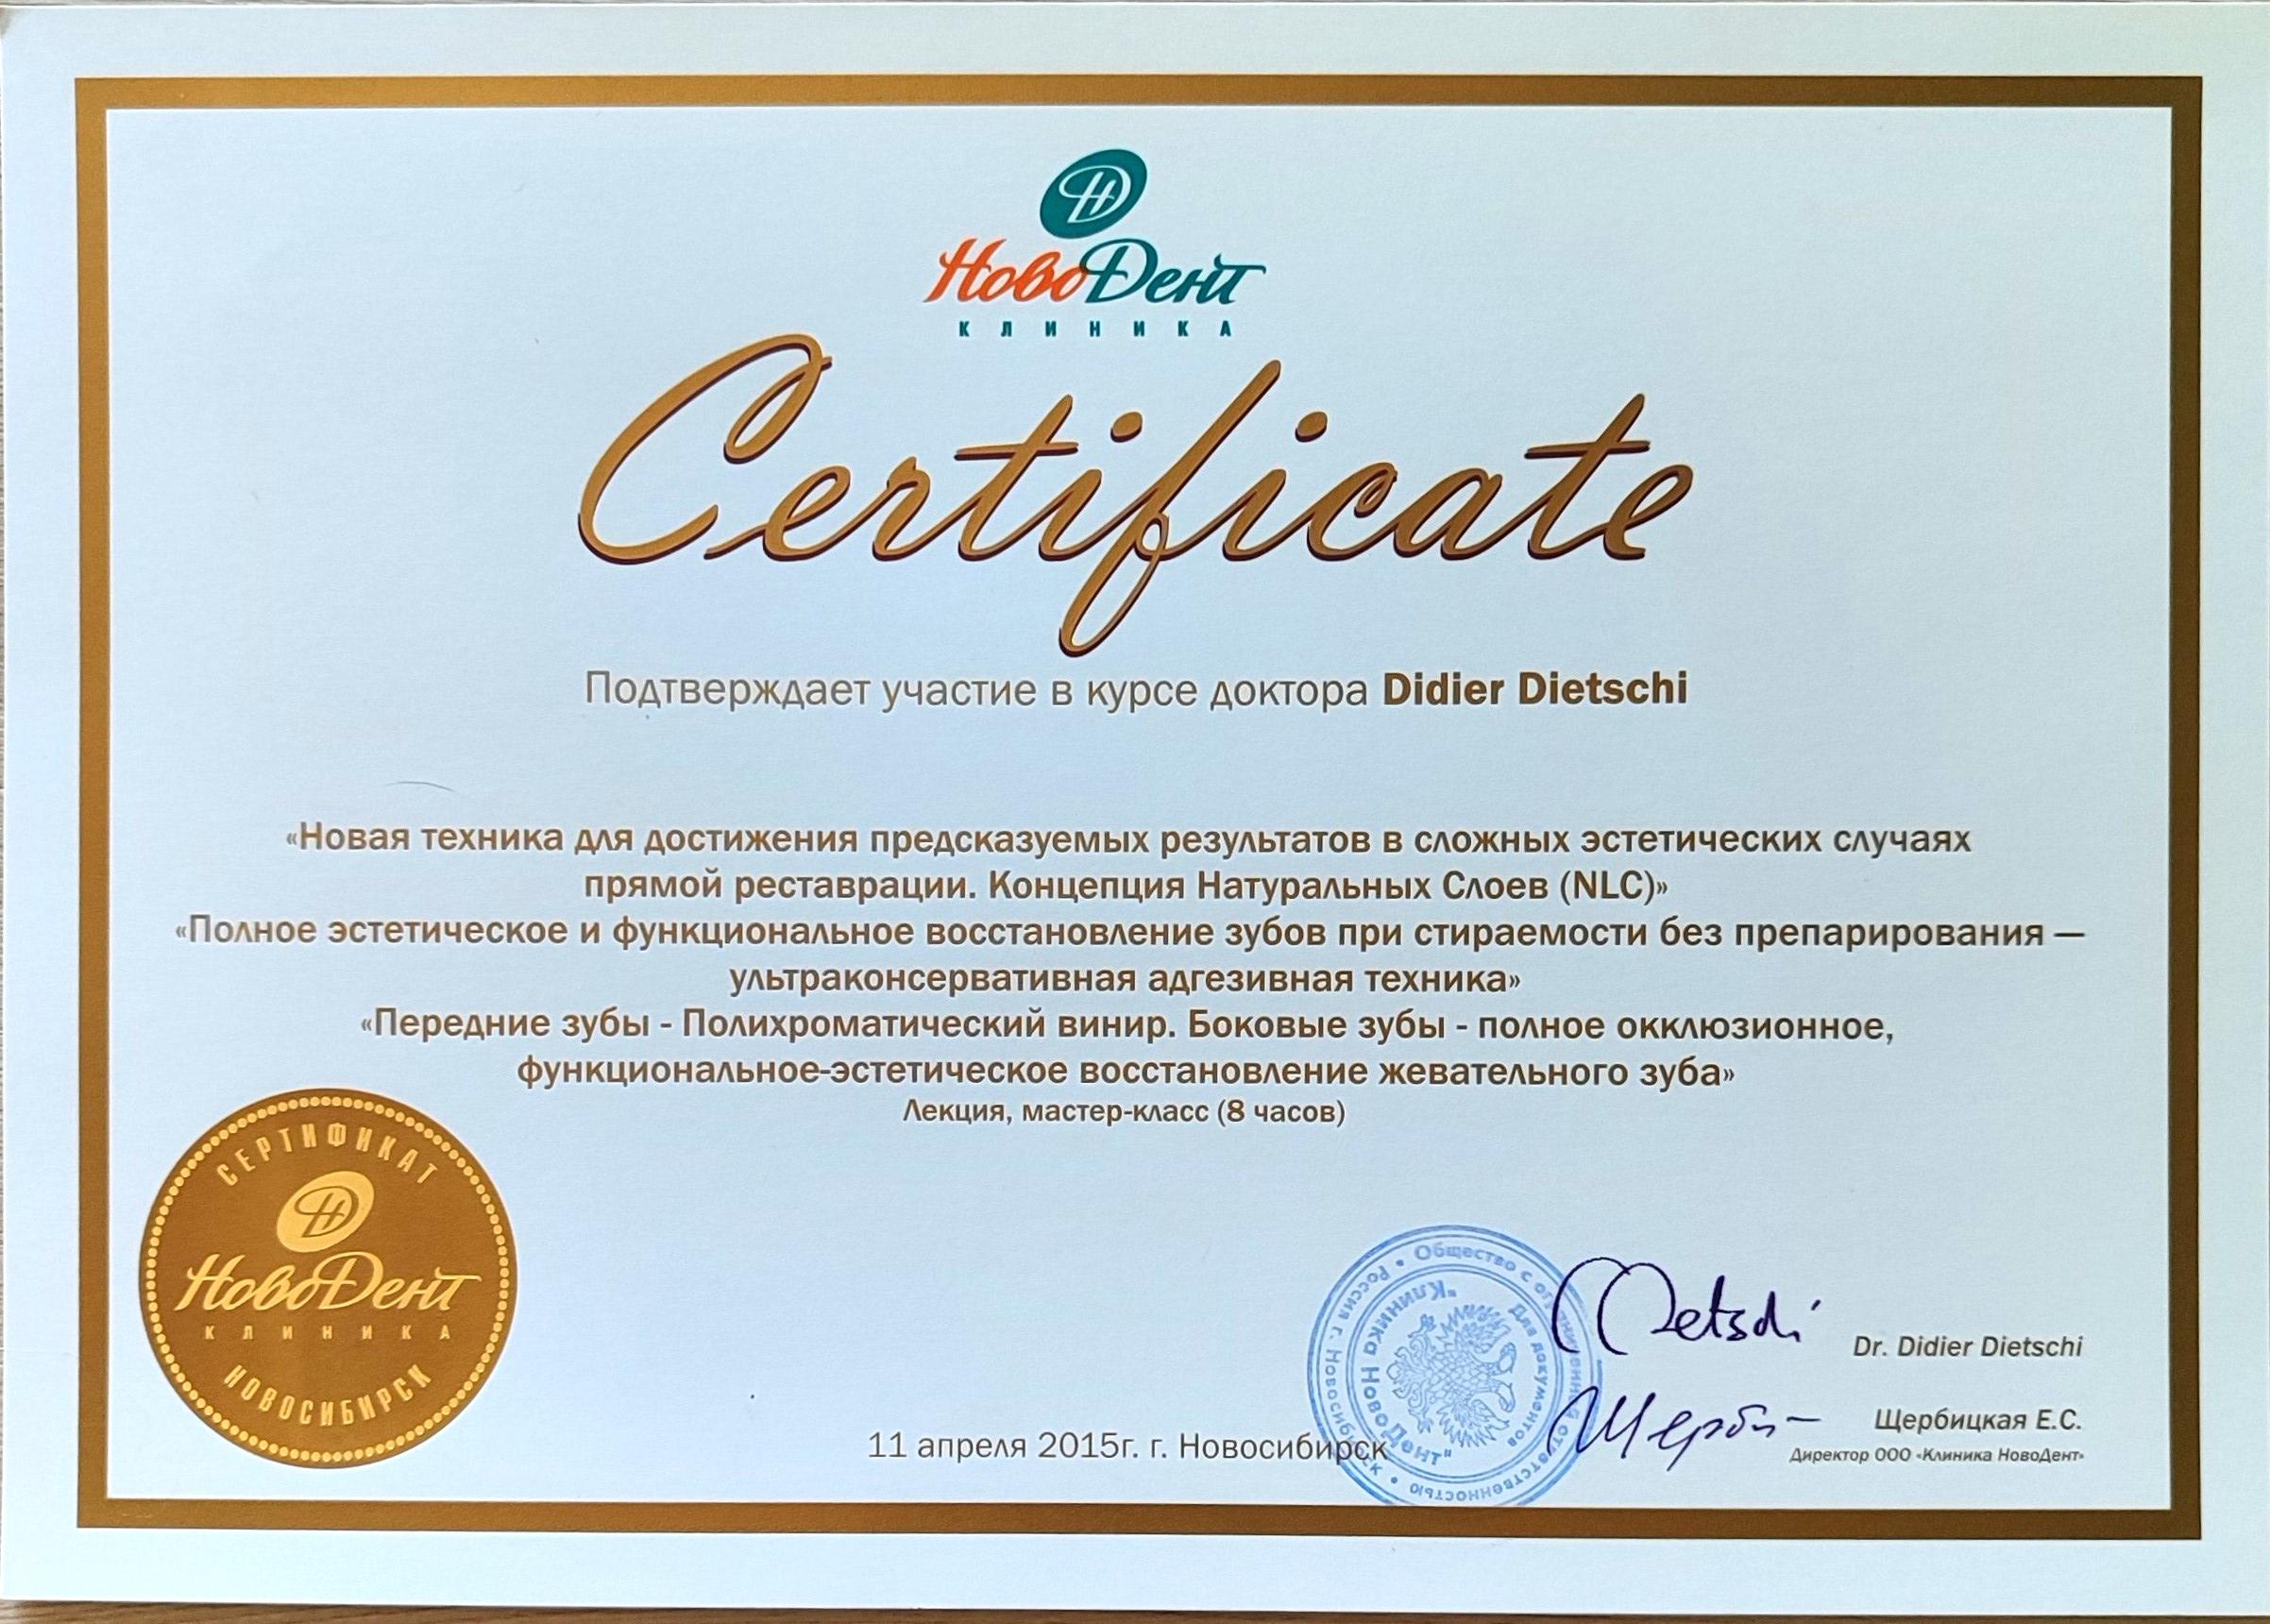 НовоДент
КЛИНИКА
Certificate
Подтверждает участие в курсе доктора Didier Dietschi
«Новая техника для достижения предсказуемых результатов в сложных эстетических случаях
прямой реставрации. Концепция Натуральных Слоев (NLC)»
«Полное эстетическое и функциональное восстановление зубов при стираемости без препарирования —
ультраконсервативная адгезивная техника»
«Передние зубы - Полихроматический винир. Боковые зубы - полное окклюзионное,
функциональное-эстетическое восстановление жевательного зуба»
Лекция, мастер-класс (8 часов)
СЕРТИФИКАТ
НовоДент
КЛИНИКА
НОВОСИБИРСК
Общество с ограниченной ответственностью • Россия г. Новосибирск •
"Клиника НовоДент"
Для документов
Dr. Didier Dietschi
Щербицкая Е.С.
Директор ООО «Клиника НовоДент»
11 апреля 2015г. г. Новосибирск